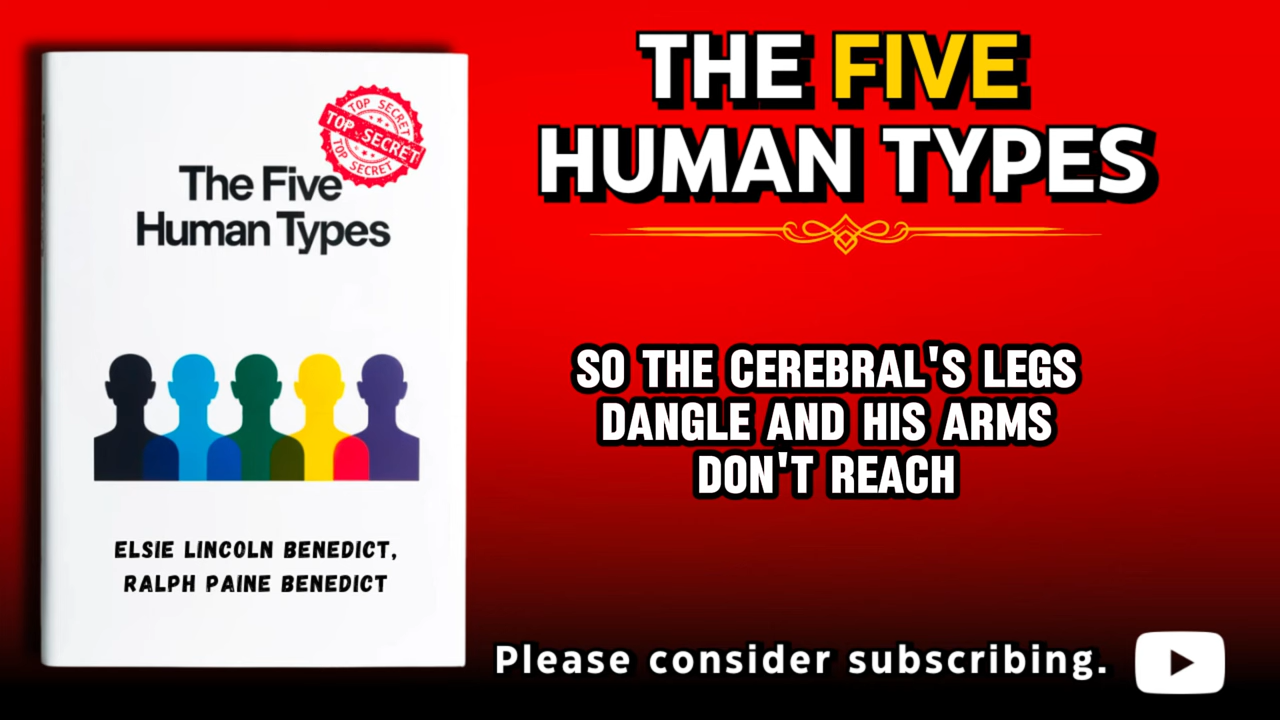 TOP SECRET
TOP SECRET
TOP SECRET
The Five
Human Types
ELSIE LINCOLN BENEDICT,
RALPH PAINE BENEDICT
THE FIVE
HUMAN TYPES
SO THE CEREBRAL'S LEGS
DANGLE AND HIS ARMS
DON'T REACH
Please consider subscribing.